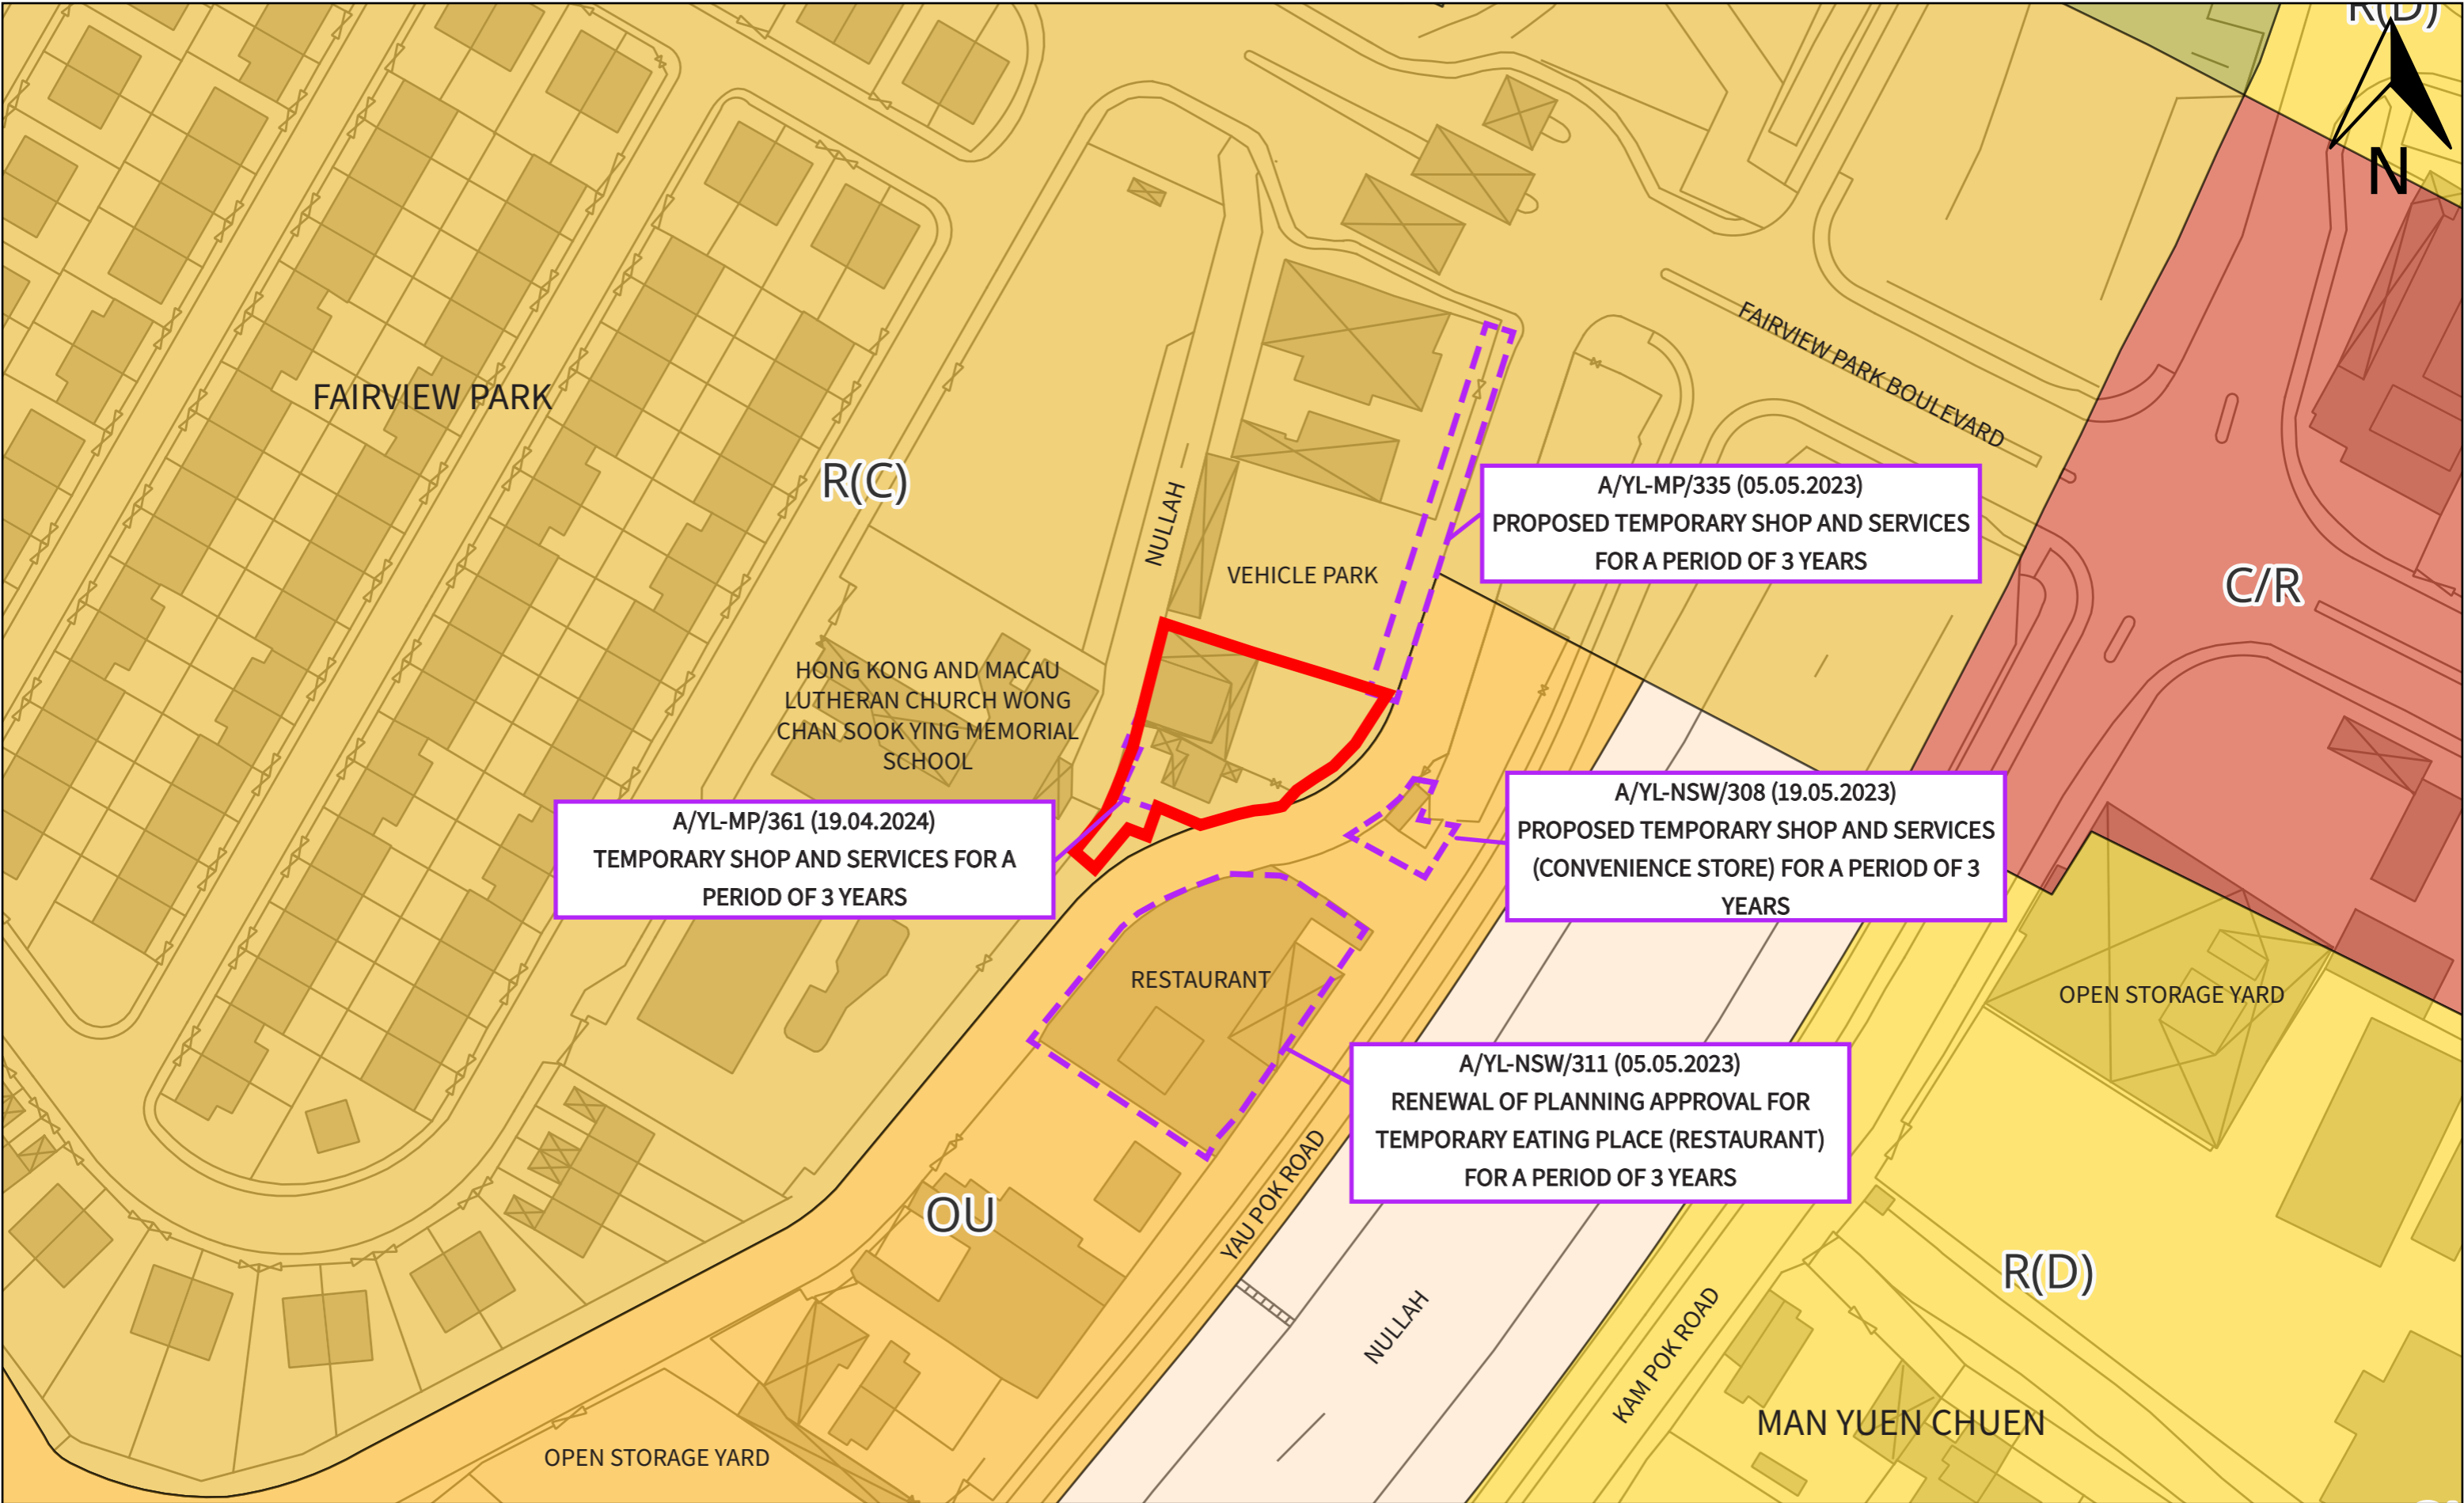 R(D)
N
FAIRVIEW PARK BOULEVARD
FAIRVIEW PARK
R(C)
NULLAH
A/YL-MP/335 (05.05.2023)
PROPOSED TEMPORARY SHOP AND SERVICES
FOR A PERIOD OF 3 YEARS
VEHICLE PARK
C/R
HONG KONG AND MACAU
LUTHERAN CHURCH WONG
CHAN SOOK YING MEMORIAL
SCHOOL
A/YL-MP/361 (19.04.2024)
TEMPORARY SHOP AND SERVICES FOR A
PERIOD OF 3 YEARS
A/YL-NSW/308 (19.05.2023)
PROPOSED TEMPORARY SHOP AND SERVICES
(CONVENIENCE STORE) FOR A PERIOD OF 3
YEARS
RESTAURANT
OPEN STORAGE YARD
A/YL-NSW/311 (05.05.2023)
RENEWAL OF PLANNING APPROVAL FOR
TEMPORARY EATING PLACE (RESTAURANT)
FOR A PERIOD OF 3 YEARS
OU
YAU POK ROAD
R(D)
NULLAH
KAM POK ROAD
MAN YUEN CHUEN
OPEN STORAGE YARD